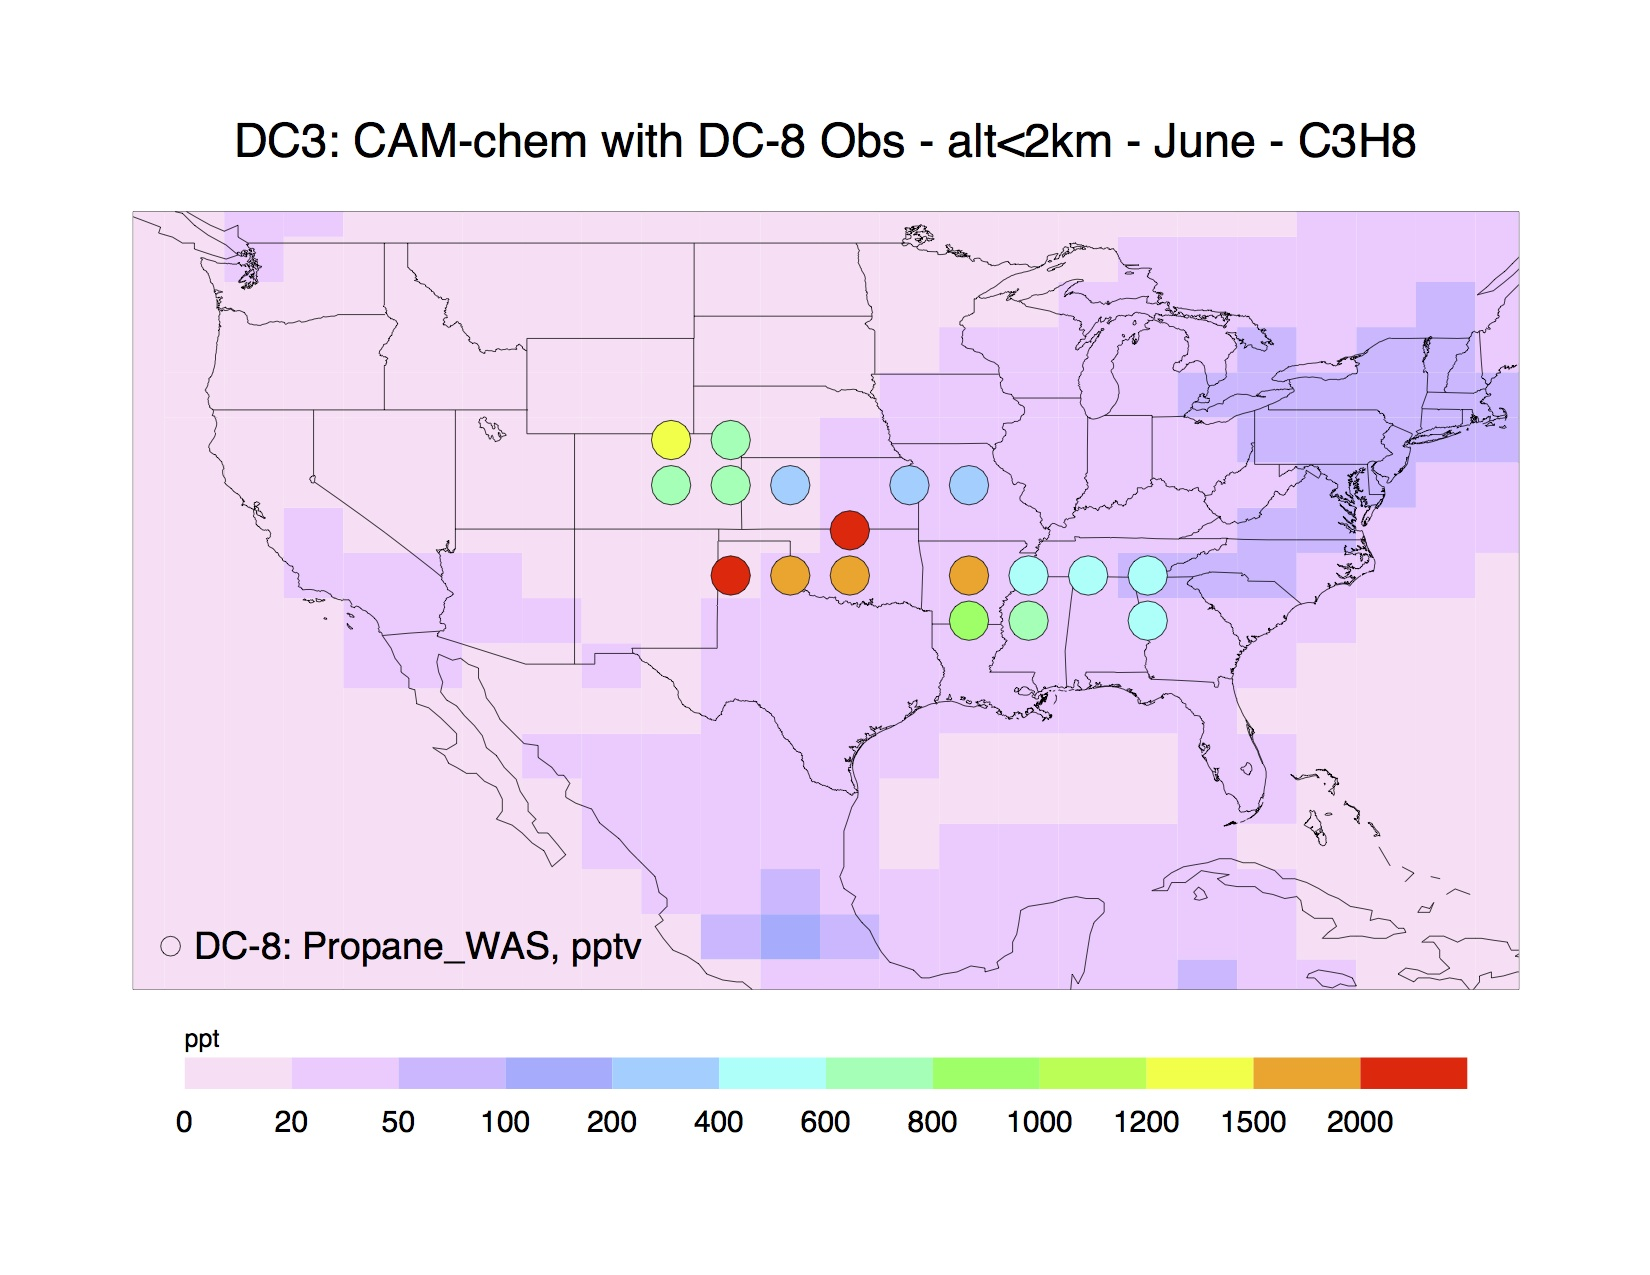 DC3: CAM-chem with DC-8 Obs - alt<2km - June - C3H8
DC-8: Propane_WAS, pptv
ppt
0 20 50 100 200 400 600 800 1000 1200 1500 2000